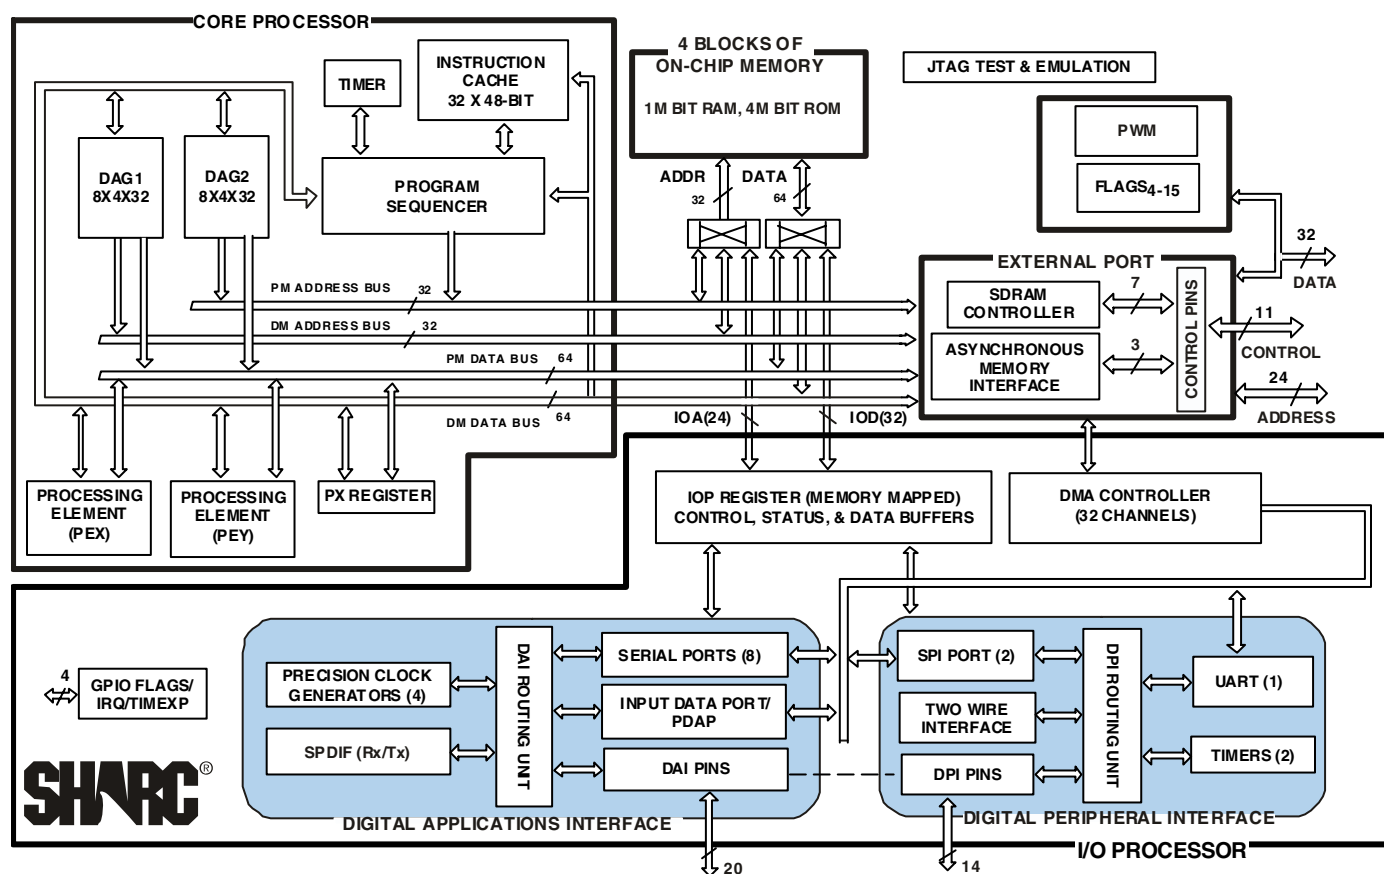 CORE PROCESSOR
TIMER
INSTRUCTION
CACHE
32 X 48-BIT
DAG1
8X4X32
DAG2
8X4X32
PROGRAM
SEQUENCER
PM ADDRESS BUS
32
DM ADDRESS BUS
32
PM DATA BUS
64
DM DATA BUS
64
PROCESSING
ELEMENT
(PEX)
PROCESSING
ELEMENT
(PEY)
PX REGISTER
4 BLOCKS OF
ON-CHIP MEMORY
1M BIT RAM, 4M BIT ROM
ADDR
DATA
32
64
IOA(24)
IOD(32)
JTAG TEST & EMULATION
PWM
FLAGS4-15
EXTERNAL PORT
SDRAM
CONTROLLER
7
ASYNCHRONOUS
MEMORY
INTERFACE
3
CONTROL PINS
32
DATA
11
CONTROL
24
ADDRESS
IOP REGISTER (MEMORY MAPPED)
CONTROL, STATUS, & DATA BUFFERS
DMA CONTROLLER
(32 CHANNELS)
4
GPIO FLAGS/
IRQ/TIMEXP
PRECISION CLOCK
GENERATORS (4)
SPDIF (Rx/Tx)
DAI ROUTING UNIT
SERIAL PORTS (8)
INPUT DATA PORT/
PDAP
DAI PINS
DIGITAL APPLICATIONS INTERFACE
20
SPI PORT (2)
TWO WIRE
INTERFACE
DPI PINS
DPI ROUTING UNIT
UART (1)
TIMERS (2)
DIGITAL PERIPHERAL INTERFACE
14
I/O PROCESSOR
SHARC®